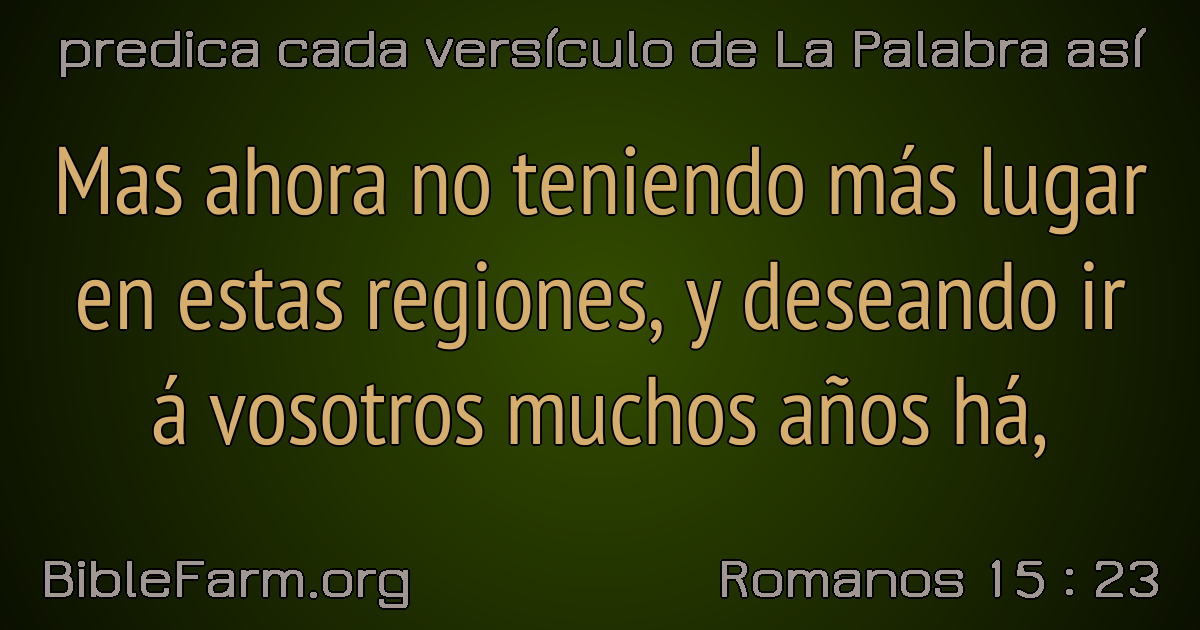 predica cada versículo de La Palabra así
Mas ahora no teniendo más lugar
en estas regiones, y deseando ir
á vosotros muchos años há,
BibleFarm.org
Romanos 15 : 23